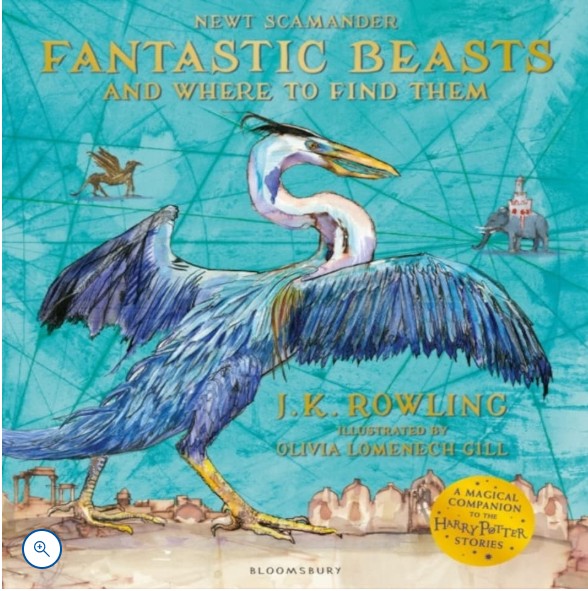 NEWT SCAMANDER
FANTASTIC BEASTS
AND WHERE TO FIND THEM
J.K. ROWLING
ILLUSTRATED BY
OLIVIA LOMENECH GILL
A MAGICAL
COMPANION
TO THE
HARRY POTTER
STORIES
BLOOMSBURY